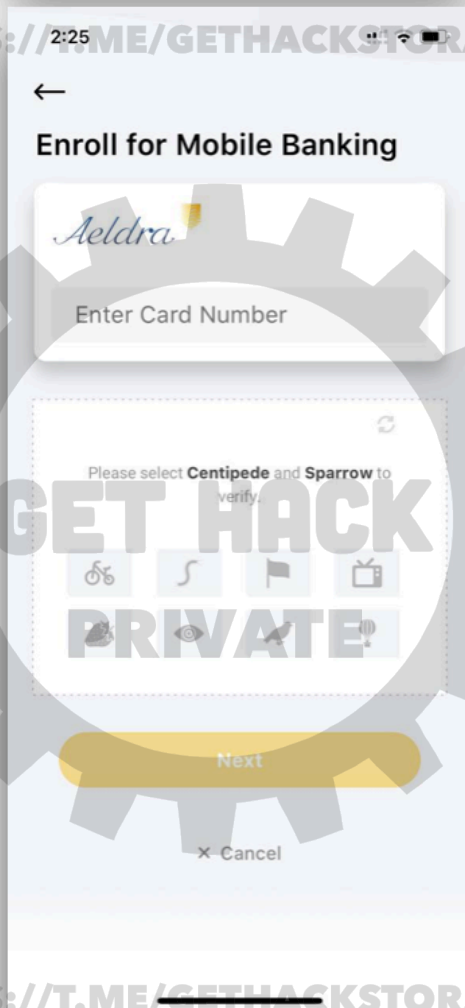 S://T.ME/GETHACKSTOR
2:25
Enroll for Mobile Banking
Aeldra
Enter Card Number
Please select Centipede and Sparrow to
verify.
GET HACK
PRIVATE
Next
× Cancel
S://T.ME/GETHACKSTOR